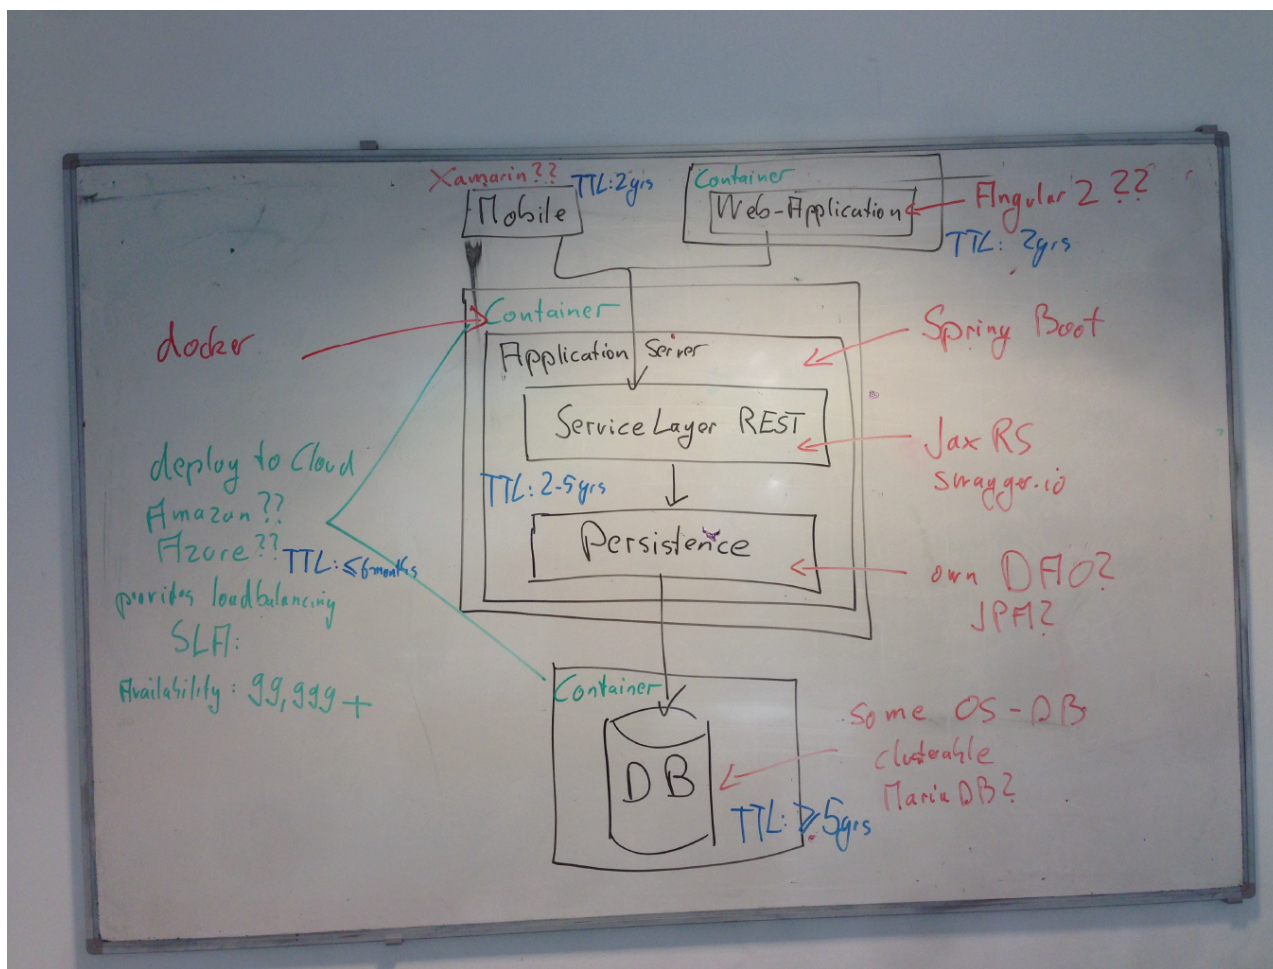 Xamarin??
TTL: 2yrs
Mobile
Container
Web-Application
Angular 2 ??
TTL: 2yrs
docker
Container
Application Server
Spring Boot
Service Layer REST
Jax RS
swagger.io
TTL: 2-5yrs
Persistence
own DAO?
JPA?
deploy to Cloud
Amazon??
Azure??
TTL: ≤6months
provides loadbalancing
SLA:
Availability: 99,999+
Container
DB
TTL: ≥5yrs
Some OS-DB
clusterable
MariaDB?